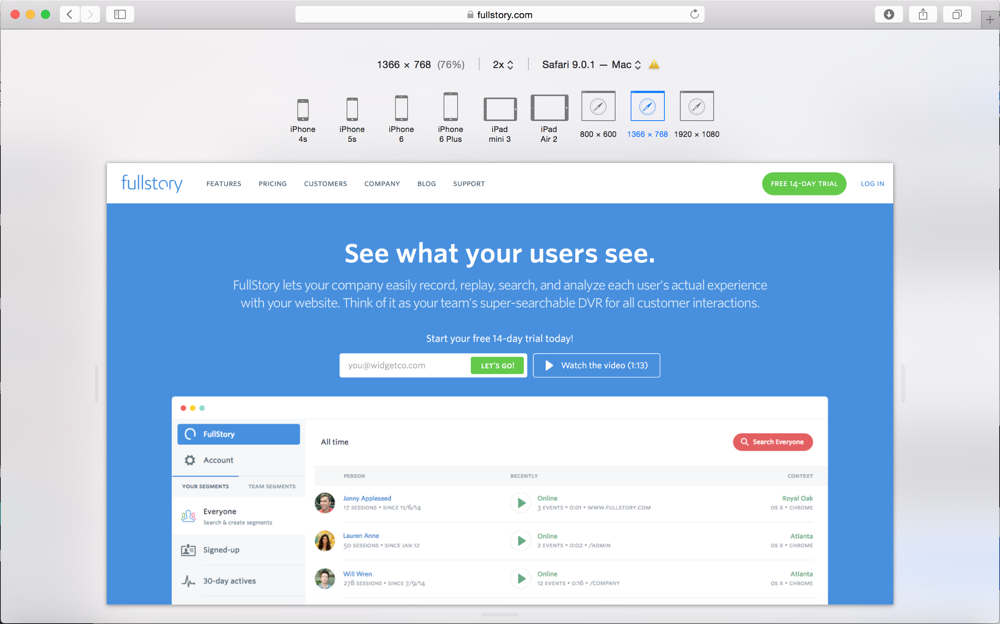 fullstory.com
1366 × 768 (76%) 2x Safari 9.0.1 — Mac
iPhone 4s
iPhone 5s
iPhone 6
iPhone 6 Plus
iPad mini 3
iPad Air 2
800 × 600
1366 × 768
1920 × 1080
fullstory FEATURES PRICING CUSTOMERS COMPANY BLOG SUPPORT FREE 14-DAY TRIAL LOG IN
See what your users see.
FullStory lets your company easily record, replay, search, and analyze each user's actual experience
with your website. Think of it as your team's super-searchable DVR for all customer interactions.
Start your free 14-day trial today!
you@widgetco.com LET'S GO! Watch the video (1:13)
FullStory
Account
YOUR SEGMENTS TEAM SEGMENTS
Everyone
Search & create segments
Signed-up
30-day actives
All time Search Everyone
PERSON RECENTLY CONTEXT
Jonny Appleseed Online Royal Oak
17 SESSIONS • SINCE 11/6/14 3 EVENTS • 0:01 • WWW.FULLSTORY.COM OS X • CHROME
Lauren Anne Online Atlanta
50 SESSIONS • SINCE JAN 12 2 EVENTS • 0:02 • /ADMIN OS X • CHROME
Will Wren Online Atlanta
278 SESSIONS • SINCE 7/9/14 12 EVENTS • 0:16 • /COMPANY OS X • CHROME